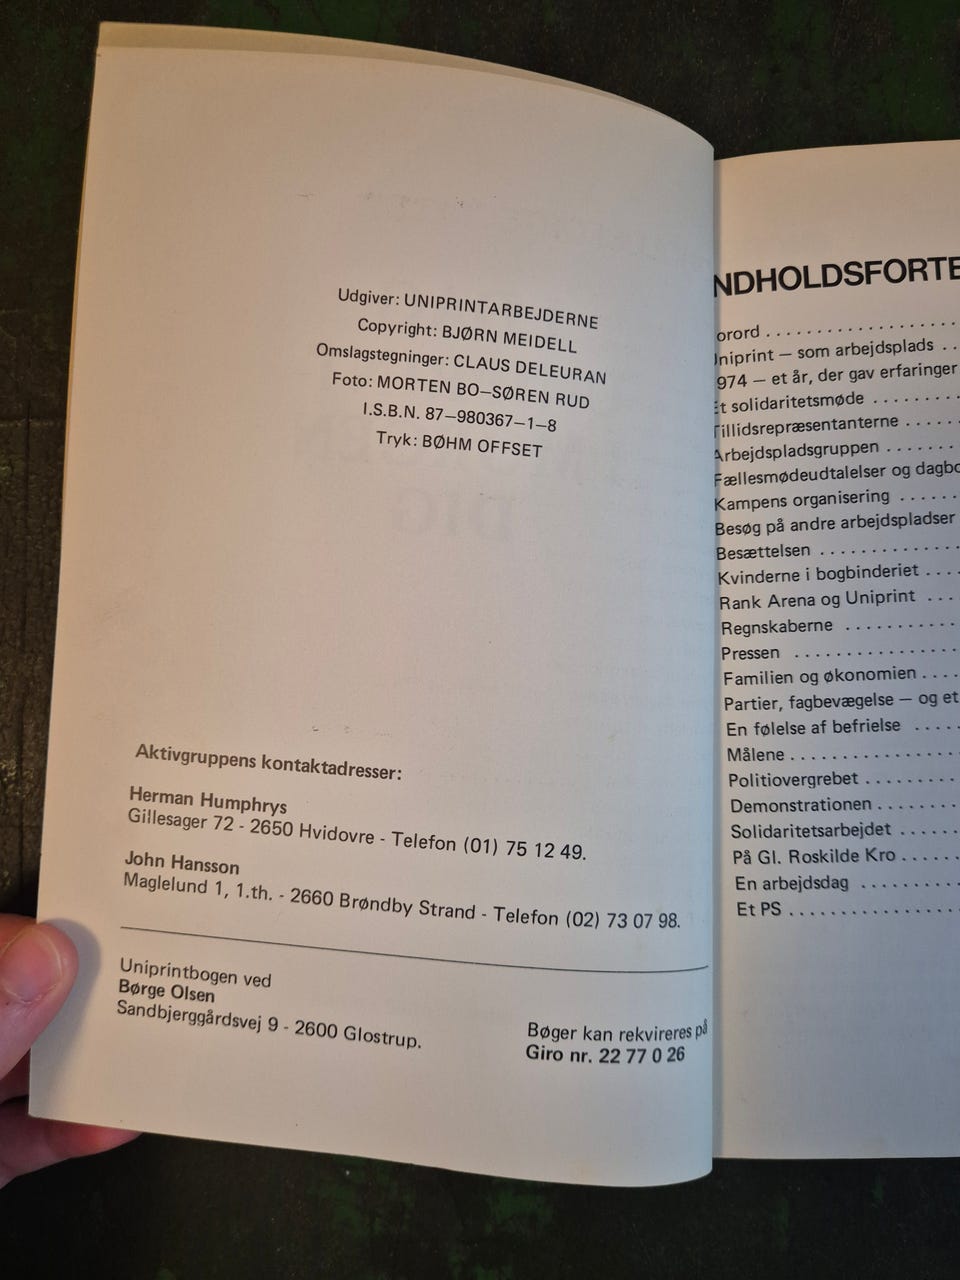 Udgiver: UNIPRINTARBEJDERNE
Copyright: BJØRN MEIDELL
Omslagstegninger: CLAUS DELEURAN
Foto: MORTEN BO—SØREN RUD
I.S.B.N. 87—980367—1—8
Tryk: BØHM OFFSET
Aktivgruppens kontaktadresser:
Herman Humphrys
Gillesager 72 - 2650 Hvidovre - Telefon (01) 75 12 49.
John Hansson
Maglelund 1, 1.th. - 2660 Brøndby Strand - Telefon (02) 73 07 98.
Uniprintbogen ved
Børge Olsen
Sandbjerggårdsvej 9 - 2600 Glostrup.
Bøger kan rekvireres på
Giro nr. 22 77 0 26
NDHOLDSFORTE
orord . . . . . . . . . . . . . . . . . . .
niprint — som arbejdsplads . .
974 — et år, der gav erfaringer
t solidaritetsmøde . . . . . . . . .
illidsrepræsentanterne . . . . . .
Arbejdspladsgruppen . . . . . . . .
Fællesmødeudtalelser og dagbo
Kampens organisering . . . . . .
Besøg på andre arbejdspladser
Besættelsen . . . . . . . . . . . . . .
Kvinderne i bogbinderiet . . . .
Rank Arena og Uniprint . . .
Regnskaberne . . . . . . . . . . . .
Pressen . . . . . . . . . . . . . . . .
Familien og økonomien . . . .
Partier, fagbevægelse — og et
En følelse af befrielse . . . . .
Målene . . . . . . . . . . . . . . . . .
Politiovergrebet . . . . . . . . . .
Demonstrationen . . . . . . . . .
Solidaritetsarbejdet . . . . . . .
På Gl. Roskilde Kro . . . . . .
En arbejdsdag . . . . . . . . . . .
Et PS . . . . . . . . . . . . . . . . .